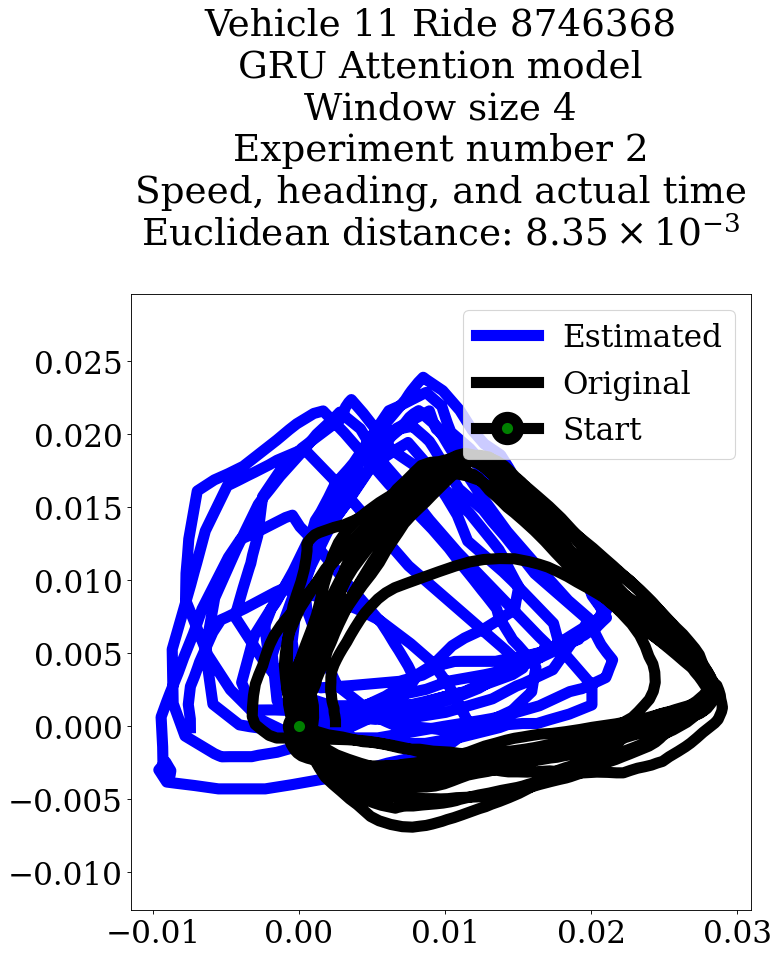 Vehicle 11 Ride 8746368
GRU Attention model
Window size 4
Experiment number 2
Speed, heading, and actual time
Euclidean distance: 8.35 × 10⁻³
Estimated
Original
Start
0.025
0.020
0.015
0.010
0.005
0.000
−0.005
−0.010
−0.01 0.00 0.01 0.02 0.03